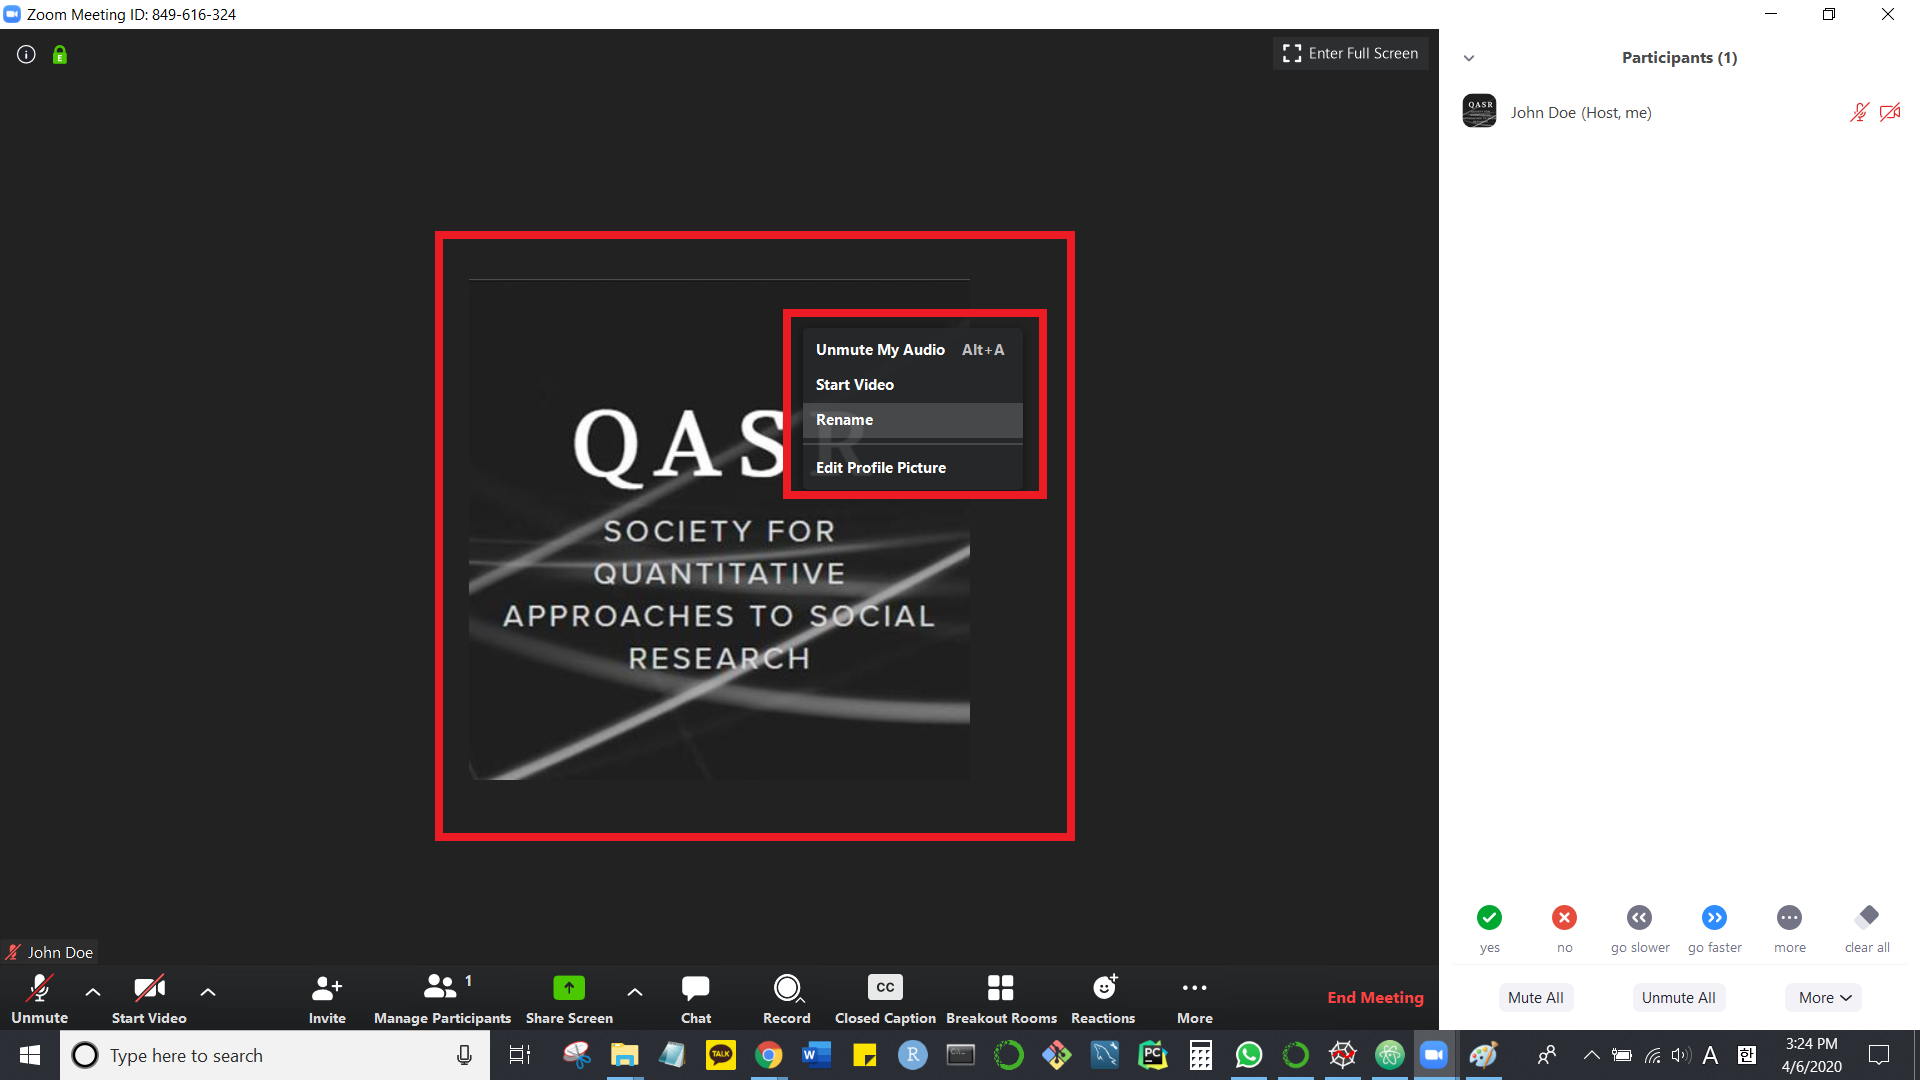 Zoom Meeting ID: 849-616-324
Enter Full Screen
Participants (1)
QASR
John Doe (Host, me)
Unmute My Audio Alt+A
Start Video
Rename
Edit Profile Picture
QASR
SOCIETY FOR
QUANTITATIVE
APPROACHES TO SOCIAL
RESEARCH
yes
no
go slower
go faster
more
clear all
John Doe
Unmute
Start Video
Invite
1
Manage Participants
Share Screen
Chat
Record
CC
Closed Caption
Breakout Rooms
Reactions
More
End Meeting
Mute All
Unmute All
More
Type here to search
TALK
W
R
PC
A
한
3:24 PM
4/6/2020